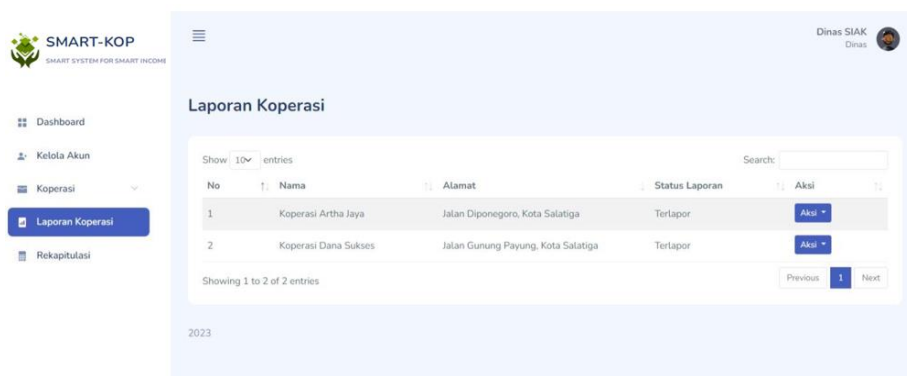 SMART-KOP
SMART SYSTEM FOR SMART INCOME
Dinas SIAK
Dinas
Dashboard
Kelola Akun
Koperasi
Laporan Koperasi
Rekapitulasi
Laporan Koperasi
Show 10 entries Search:
No Nama Alamat Status Laporan Aksi
1 Koperasi Artha Jaya Jalan Diponegoro, Kota Salatiga Terlapor Aksi
2 Koperasi Dana Sukses Jalan Gunung Payung, Kota Salatiga Terlapor Aksi
Showing 1 to 2 of 2 entries Previous 1 Next
2023